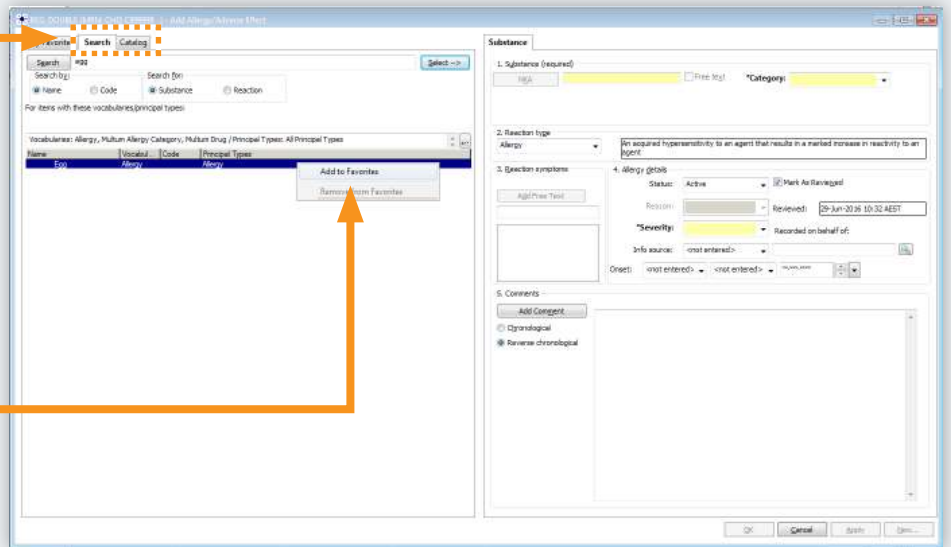 - Add Allergy/Adverse Effect
Favorite Search Catalog
Search egg Select -->
Search by: Search for:
Name Code Substance Reaction
For items with these vocabularies/principal types:
Vocabularies: Allergy, Multum Allergy Category, Multum Drug / Principal Types: All Principal Types
Name Vocabul... Code Principal Types
Egg Allergy Allergy
Add to Favorites
Remove from Favorites
Substance
1. Substance (required)
NKA Free text *Category:
2. Reaction type
Allergy An acquired hypersensitivity to an agent that results in a marked increase in reactivity to an
agent
3. Reaction symptoms
Add Free Text
4. Allergy details
Status: Active Mark As Reviewed
Reason: Reviewed: 29-Jun-2016 10:32 AEST
*Severity: Recorded on behalf of:
Info source: <not entered>
Onset: <not entered> <not entered> **-***-****
5. Comments
Add Comment
Chronological
Reverse chronological
OK Cancel Apply